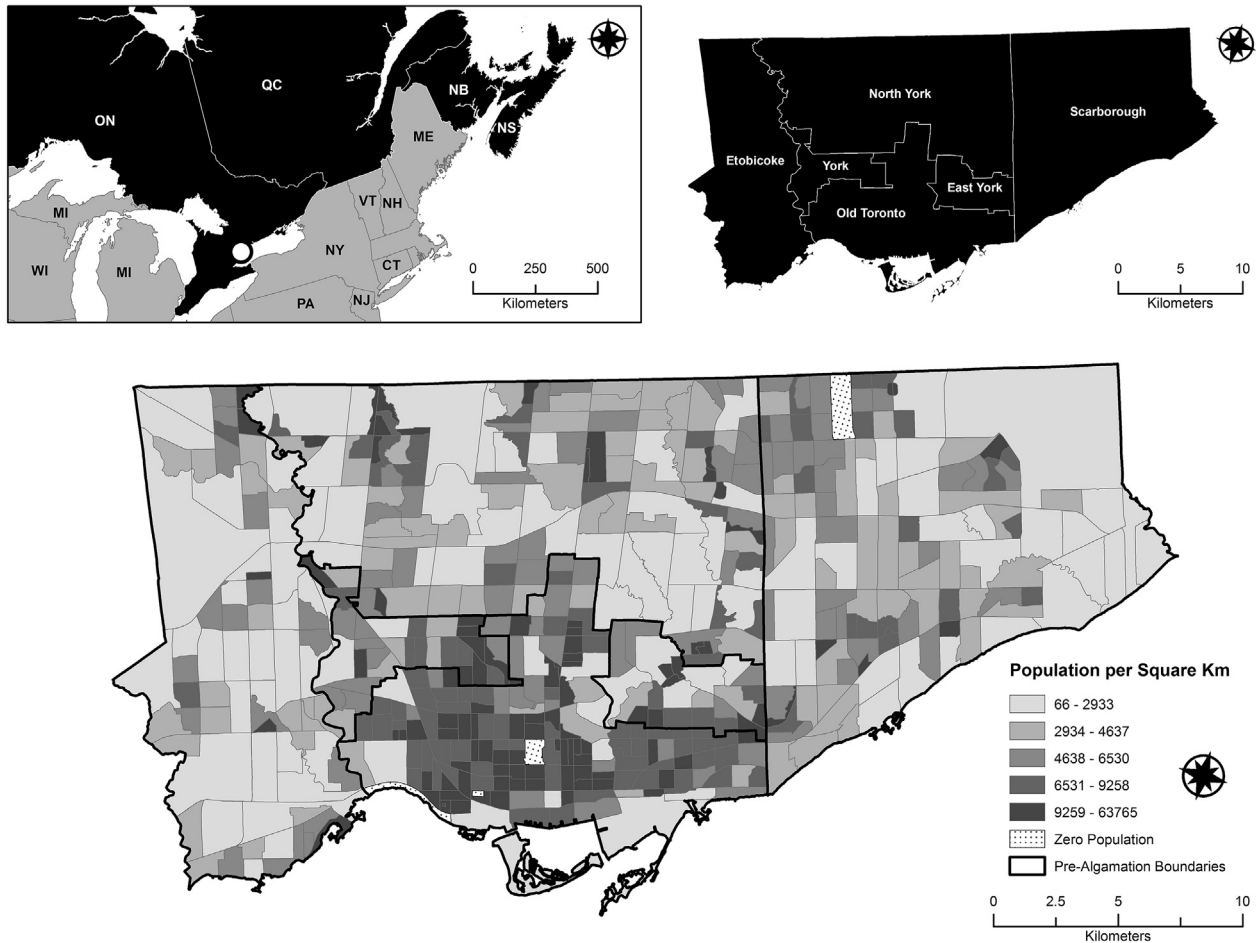 QC
ON
NB
NS
ME
MI
VT
NH
NY
WI
MI
CT
PA
NJ
0 250 500
Kilometers
North York
Scarborough
Etobicoke
York
East York
Old Toronto
0 5 10
Kilometers
Population per Square Km
66 - 2933
2934 - 4637
4638 - 6530
6531 - 9258
9259 - 63765
Zero Population
Pre-Algamation Boundaries
0 2.5 5 10
Kilometers